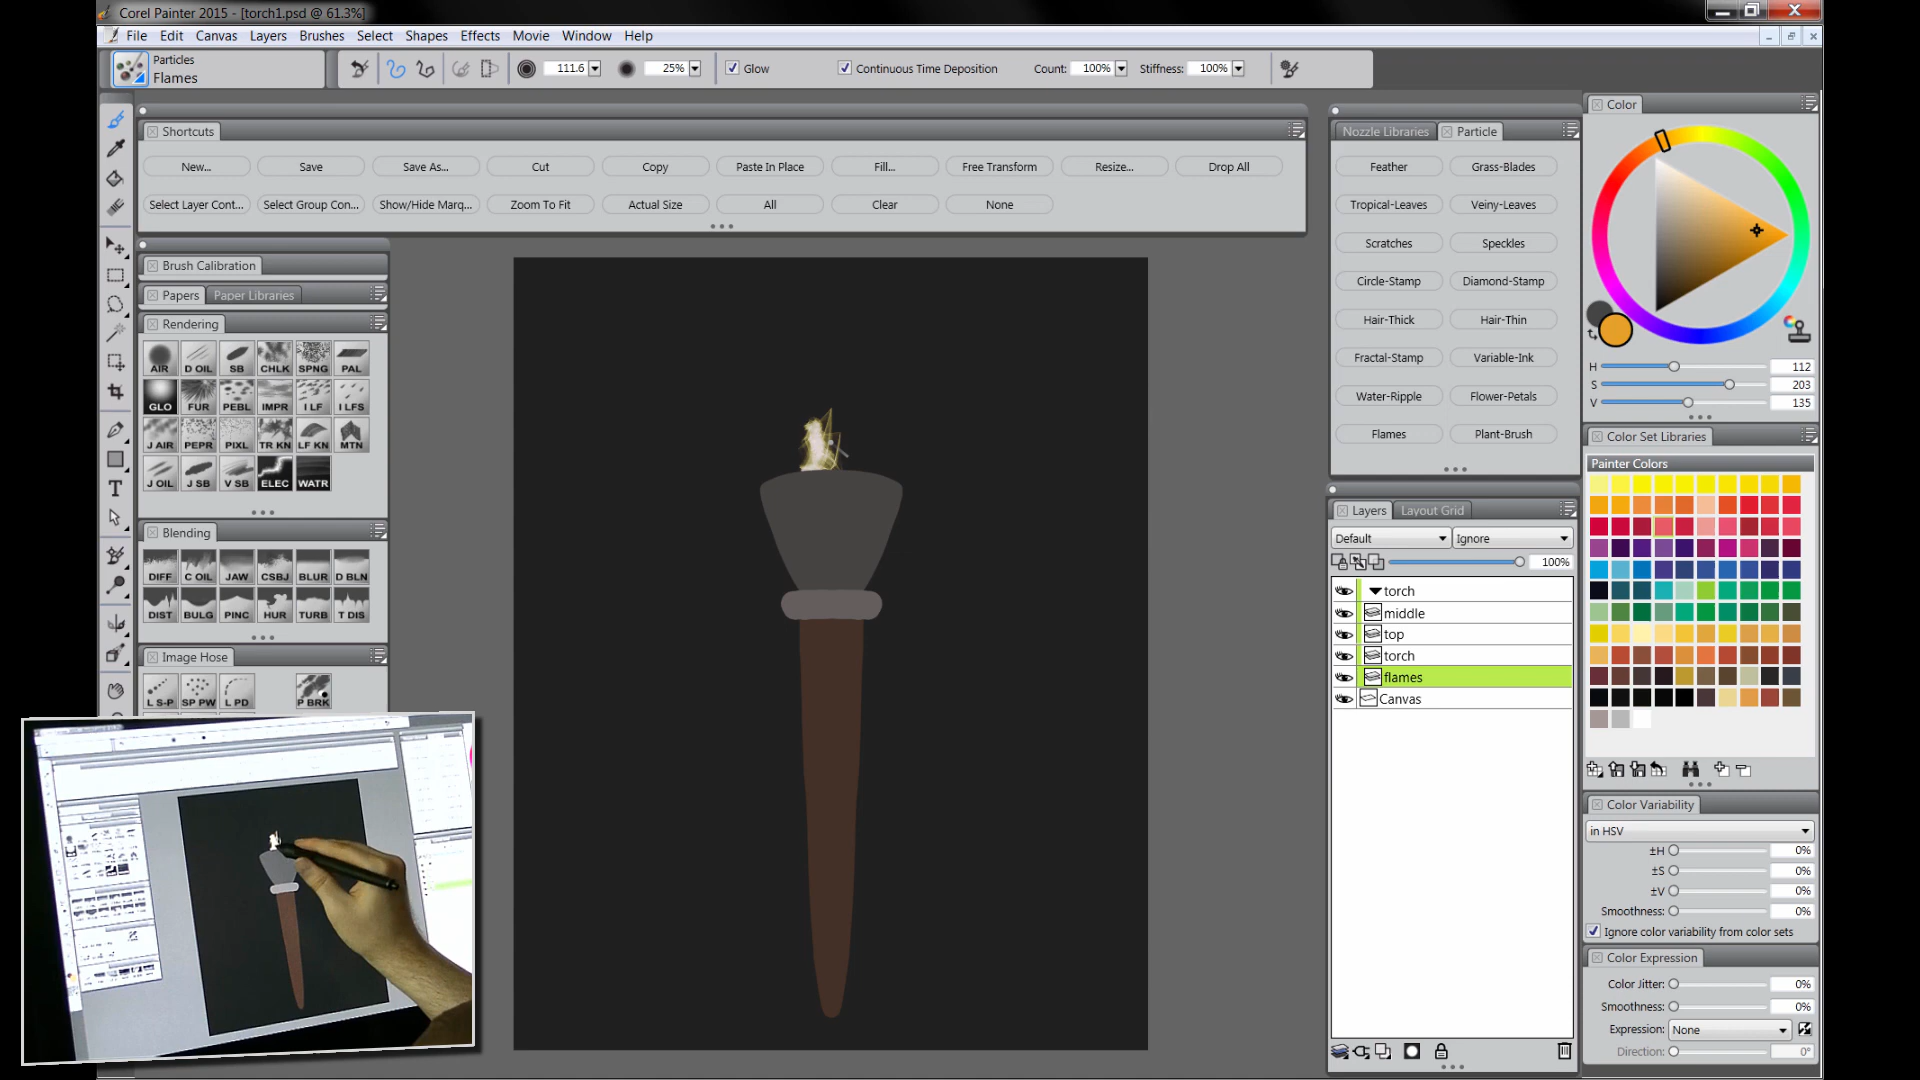 Corel Painter 2015 - [torch1.psd @ 61.3%]
File Edit Canvas Layers Brushes Select Shapes Effects Movie Window Help
Particles
Flames
111.6 25% Glow Continuous Time Deposition Count: 100% Stiffness: 100%
Shortcuts
New... Save Save As... Cut Copy Paste In Place Fill... Free Transform Resize... Drop All
Select Layer Cont... Select Group Con... Show/Hide Marq... Zoom To Fit Actual Size All Clear None
Brush Calibration
Papers Paper Libraries
Rendering
AIR D OIL SB CHLK SPNG PAL
GLO FUR PEBL IMPR I LF I LFS
J AIR PEPR PIXL TR KN LF KN MTN
J OIL J SB V SB ELEC WATR
Blending
DIFF C OIL JAW CSBJ BLUR D BLN
DIST BULG PINC HUR TURB T DIS
Image Hose
L S-P SP PW L PD P BRK
Nozzle Libraries Particle
Feather Grass-Blades
Tropical-Leaves Veiny-Leaves
Scratches Speckles
Circle-Stamp Diamond-Stamp
Hair-Thick Hair-Thin
Fractal-Stamp Variable-Ink
Water-Ripple Flower-Petals
Flames Plant-Brush
Layers Layout Grid
Default Ignore
100%
torch
middle
top
torch
flames
Canvas
Color
H 112
S 203
V 135
Color Set Libraries
Painter Colors
Color Variability
in HSV
±H 0%
±S 0%
±V 0%
Smoothness: 0%
Ignore color variability from color sets
Color Expression
Color Jitter: 0%
Smoothness: 0%
Expression: None
Direction: 0°